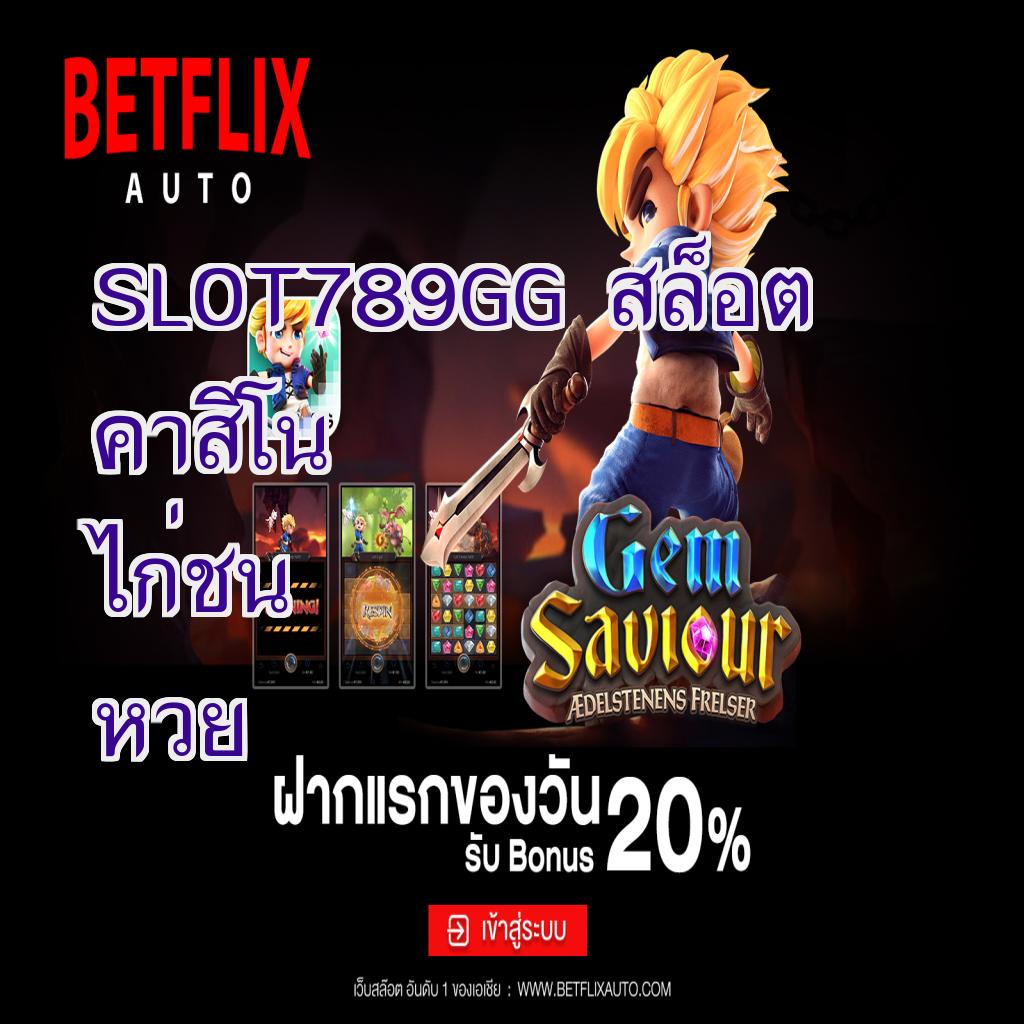 BETFLIX
AUTO
SLOT789GG สล็อต
คาสิโน
ไก่ชน
หวย
Gem
Saviour
ÆDELSTENENS FRELSER
ฝากแรกของวัน
รับ Bonus 20%
เข้าสู่ระบบ
เว็บสล๊อต อันดับ 1 ของเอเชีย : WWW.BETFLIXAUTO.COM